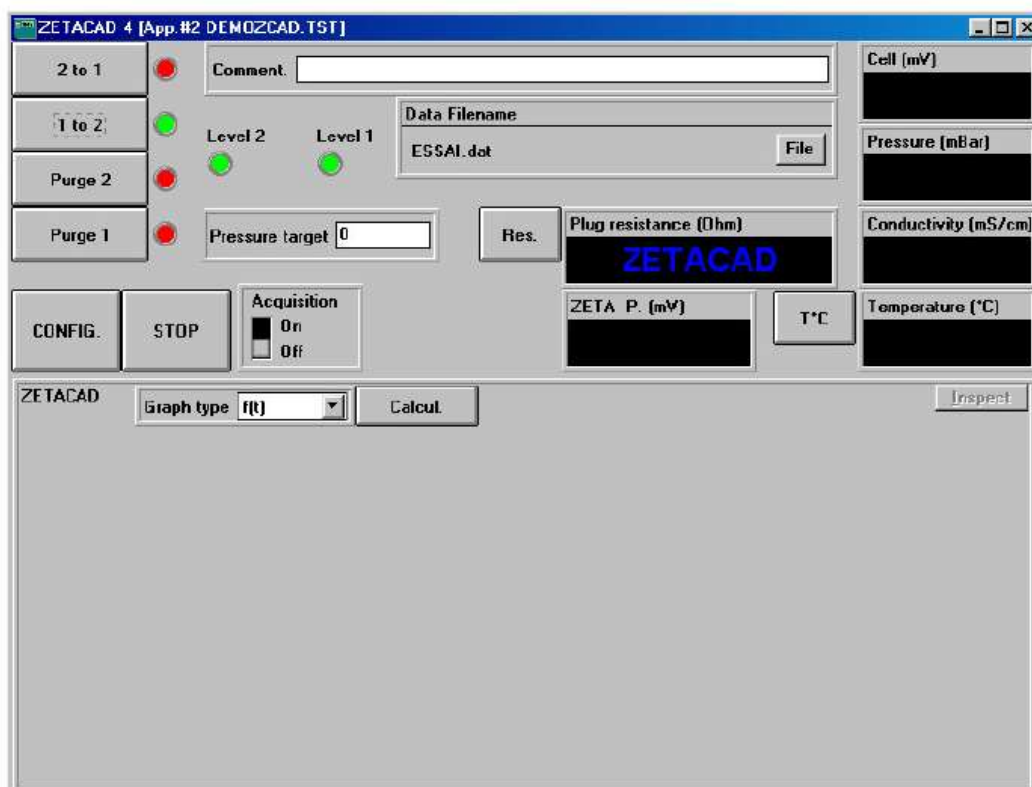 ZETACAD 4 [App.#2 DEMOZCAD.TST]
2 to 1
Comment.
Cell (mV)
1 to 2
Level 2
Level 1
Data Filename
ESSAI.dat
File
Pressure (mBar)
Purge 2
Purge 1
Pressure target 0
Res.
Plug resistance (Ohm)
ZETACAD
Conductivity (mS/cm)
CONFIG.
STOP
Acquisition
On
Off
ZETA P. (mV)
T°C
Temperature (°C)
ZETACAD
Graph type f(t)
Calcul.
Inspect